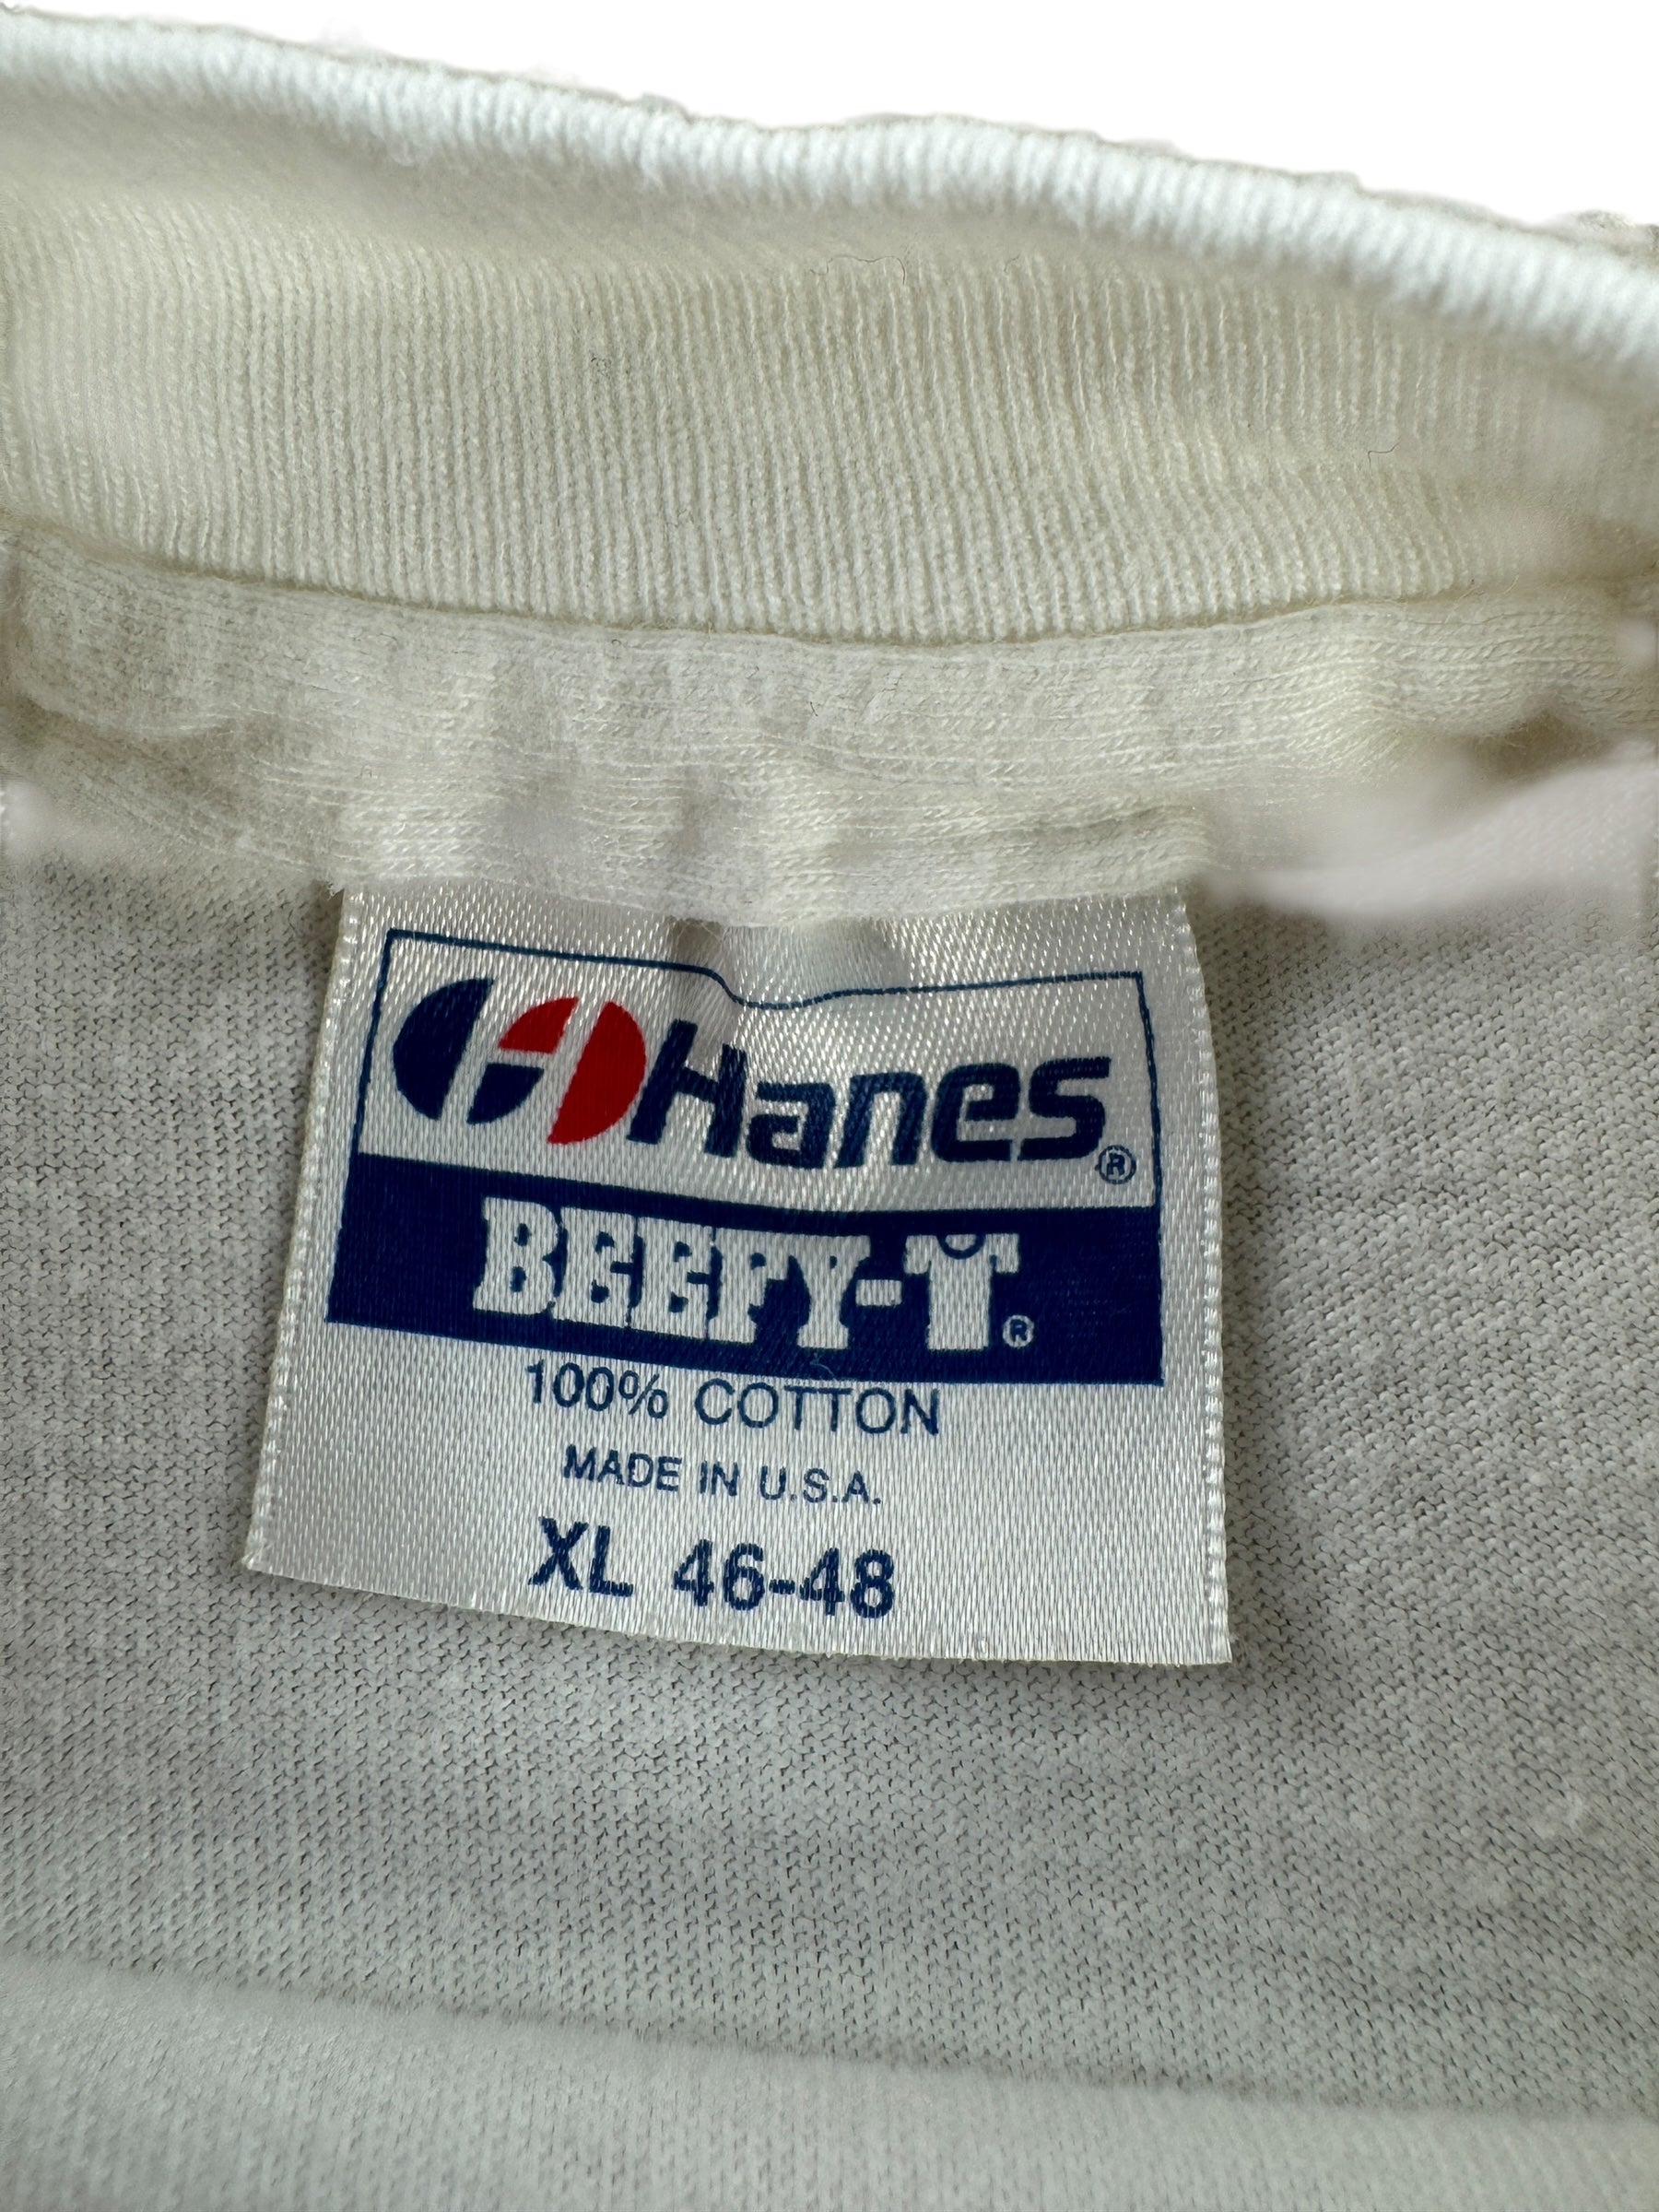 Hanes®
BEEFY-T®
100% COTTON
MADE IN U.S.A.
XL 46-48